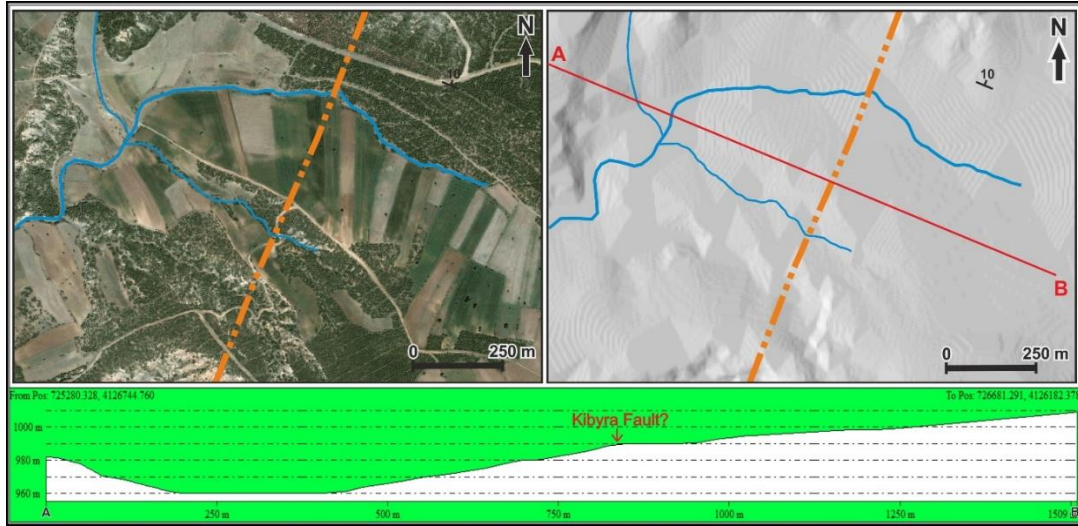 N
10
0
250 m
A
N
10
B
0
250 m
From Pos: 725280.328, 4126744.760
To Pos: 726681.291, 4126182.378
Kibyra Fault?
1000 m
980 m
960 m
A
250 m
500 m
750 m
1000 m
1250 m
1509 m
B